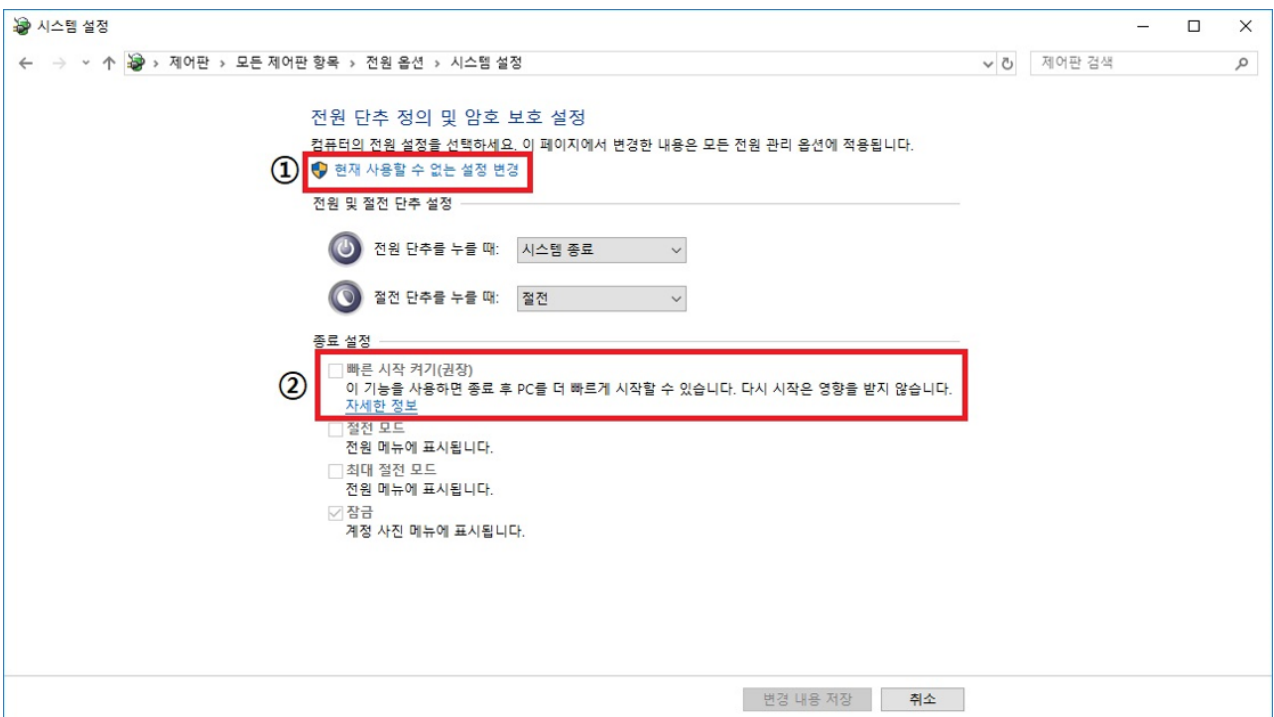 시스템 설정
제어판 › 모든 제어판 항목 › 전원 옵션 › 시스템 설정
제어판 검색
전원 단추 정의 및 암호 보호 설정
컴퓨터의 전원 설정을 선택하세요. 이 페이지에서 변경한 내용은 모든 전원 관리 옵션에 적용됩니다.
① 현재 사용할 수 없는 설정 변경
전원 및 절전 단추 설정
전원 단추를 누를 때: 시스템 종료
절전 단추를 누를 때: 절전
종료 설정
빠른 시작 켜기(권장)
② 이 기능을 사용하면 종료 후 PC를 더 빠르게 시작할 수 있습니다. 다시 시작은 영향을 받지 않습니다.
자세한 정보
절전 모드
전원 메뉴에 표시됩니다.
최대 절전 모드
전원 메뉴에 표시됩니다.
잠금
계정 사진 메뉴에 표시됩니다.
변경 내용 저장 취소